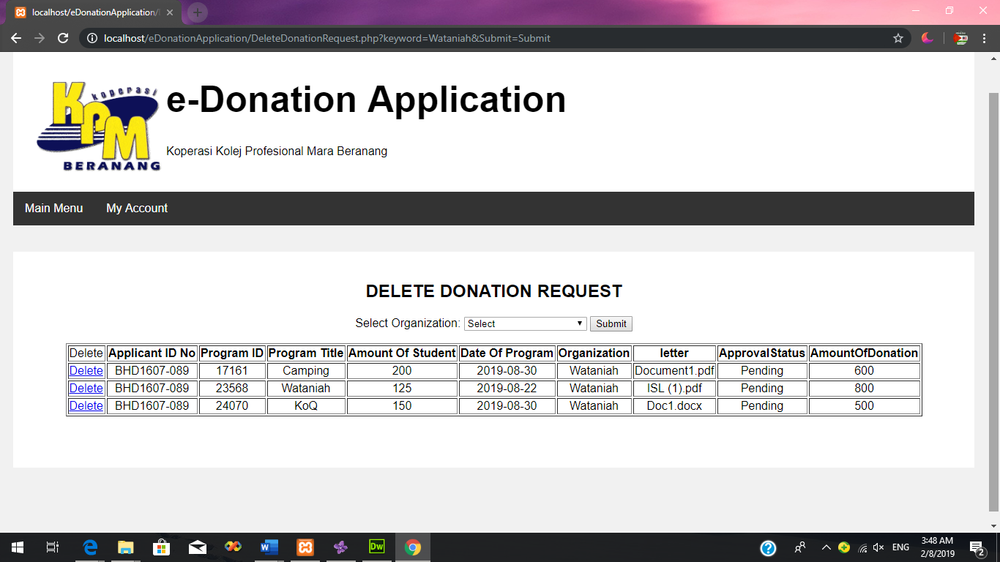 localhost/eDonationApplication/
localhost/eDonationApplication/DeleteDonationRequest.php?keyword=Wataniah&Submit=Submit
koperasi
KPM
BERANANG
e-Donation Application
Koperasi Kolej Profesional Mara Beranang
Main Menu My Account
DELETE DONATION REQUEST
Select Organization: Select Submit
Delete Applicant ID No Program ID Program Title Amount Of Student Date Of Program Organization letter ApprovalStatus AmountOfDonation
Delete BHD1607-089 17161 Camping 200 2019-08-30 Wataniah Document1.pdf Pending 600
Delete BHD1607-089 23568 Wataniah 125 2019-08-22 Wataniah ISL (1).pdf Pending 800
Delete BHD1607-089 24070 KoQ 150 2019-08-30 Wataniah Doc1.docx Pending 500
Dw
ENG
3:48 AM
2/8/2019
2